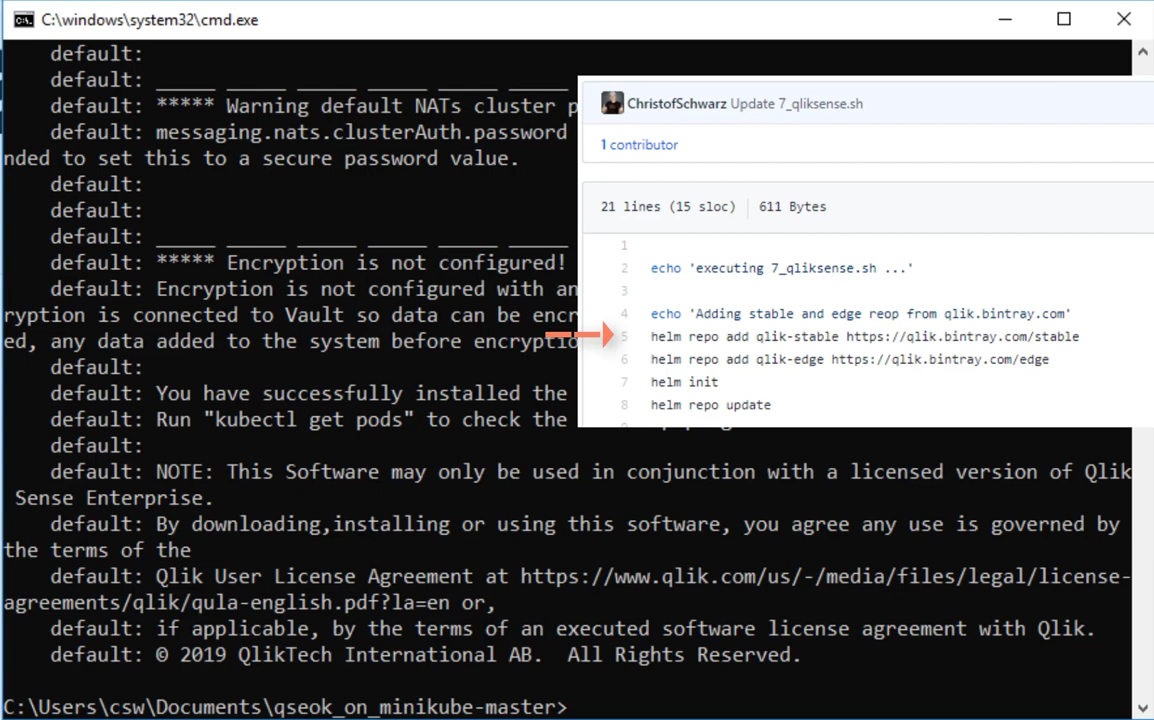 C:\windows\system32\cmd.exe
default:
default: _____ _____ _____ _____ _____ _____
default: ***** Warning default NATs cluster p
default: messaging.nats.clusterAuth.password
nded to set this to a secure password value.
default:
default:
default: _____ _____ _____ _____ _____ _____
default: ***** Encryption is not configured!
default: Encryption is not configured with an
ryption is connected to Vault so data can be encr
ed, any data added to the system before encryptio
default:
default: You have successfully installed the
default: Run "kubectl get pods" to check the
default:
default: NOTE: This Software may only be used in conjunction with a licensed version of Qlik
Sense Enterprise.
default: By downloading,installing or using this software, you agree any use is governed by
the terms of the
default: Qlik User License Agreement at https://www.qlik.com/us/-/media/files/legal/license-
agreements/qlik/qula-english.pdf?la=en or,
default: if applicable, by the terms of an executed software license agreement with Qlik.
default: © 2019 QlikTech International AB.  All Rights Reserved.
C:\Users\csw\Documents\qseok_on_minikube-master>
ChristofSchwarz Update 7_qliksense.sh
1 contributor
21 lines (15 sloc) 611 Bytes
1
2 echo 'executing 7_qliksense.sh ...'
3
4 echo 'Adding stable and edge reop from qlik.bintray.com'
5 helm repo add qlik-stable https://qlik.bintray.com/stable
6 helm repo add qlik-edge https://qlik.bintray.com/edge
7 helm init
8 helm repo update